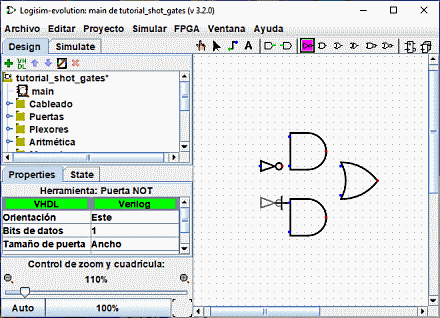 Logisim-evolution: main de tutorial_shot_gates (v 3.2.0)
Archivo Editar Proyecto Simular FPGA Ventana Ayuda
Design Simulate
A
VH
DL
tutorial_shot_gates*
main
Cableado
Puertas
Plexores
Aritmética
Properties State
Herramienta: Puerta NOT
VHDL Verilog
Orientación Este
Bits de datos 1
Tamaño de puerta Ancho
Control de zoom y cuadrícula:
110%
Auto 100%